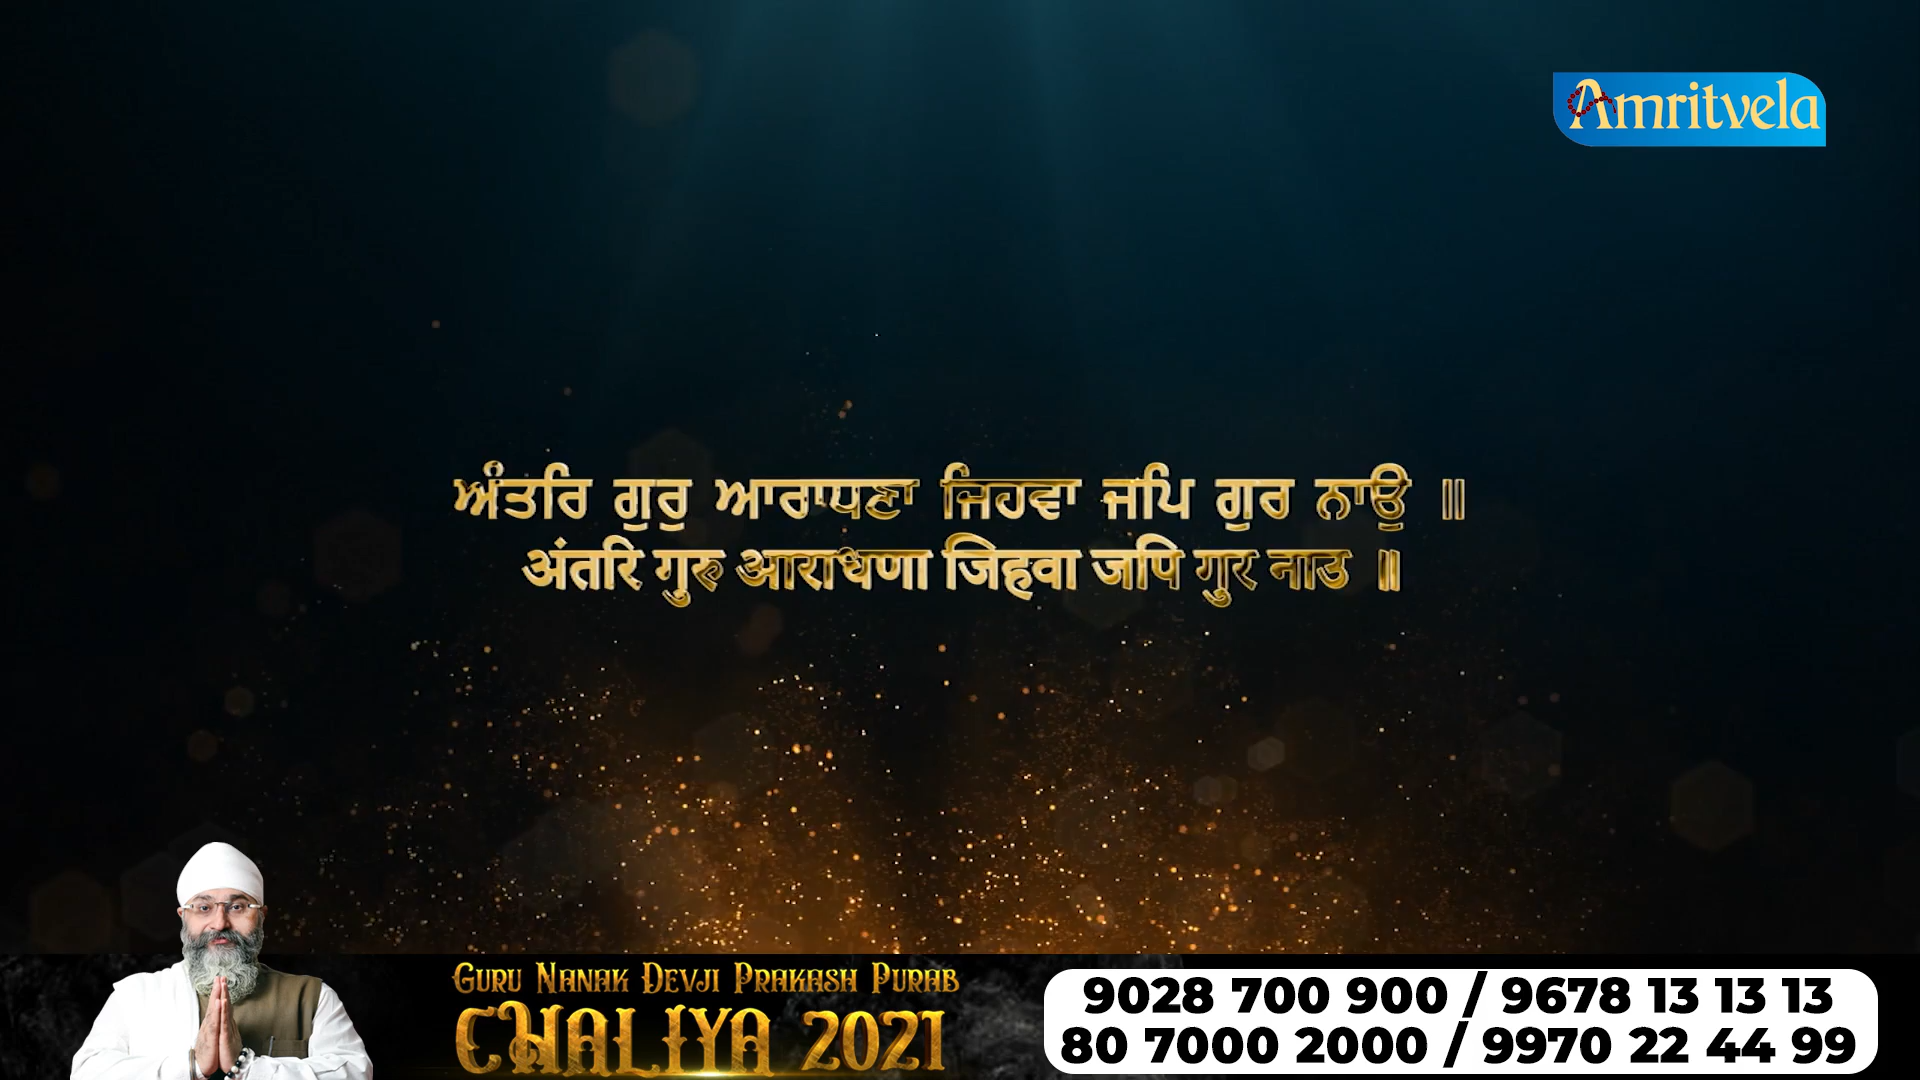 Amritvela
ਅੰਤਰਿ ਗੁਰੁ ਆਰਾਧਣਾ ਜਿਹਵਾ ਜਪਿ ਗੁਰ ਨਾਉ ॥
अंतरि गुरु आराधणा जिहवा जपि गुर नाउ ॥
GURU NANAK DEVJI PRAKASH PURAB
CHALIYA 2021
9028 700 900 / 9678 13 13 13
80 7000 2000 / 9970 22 44 99